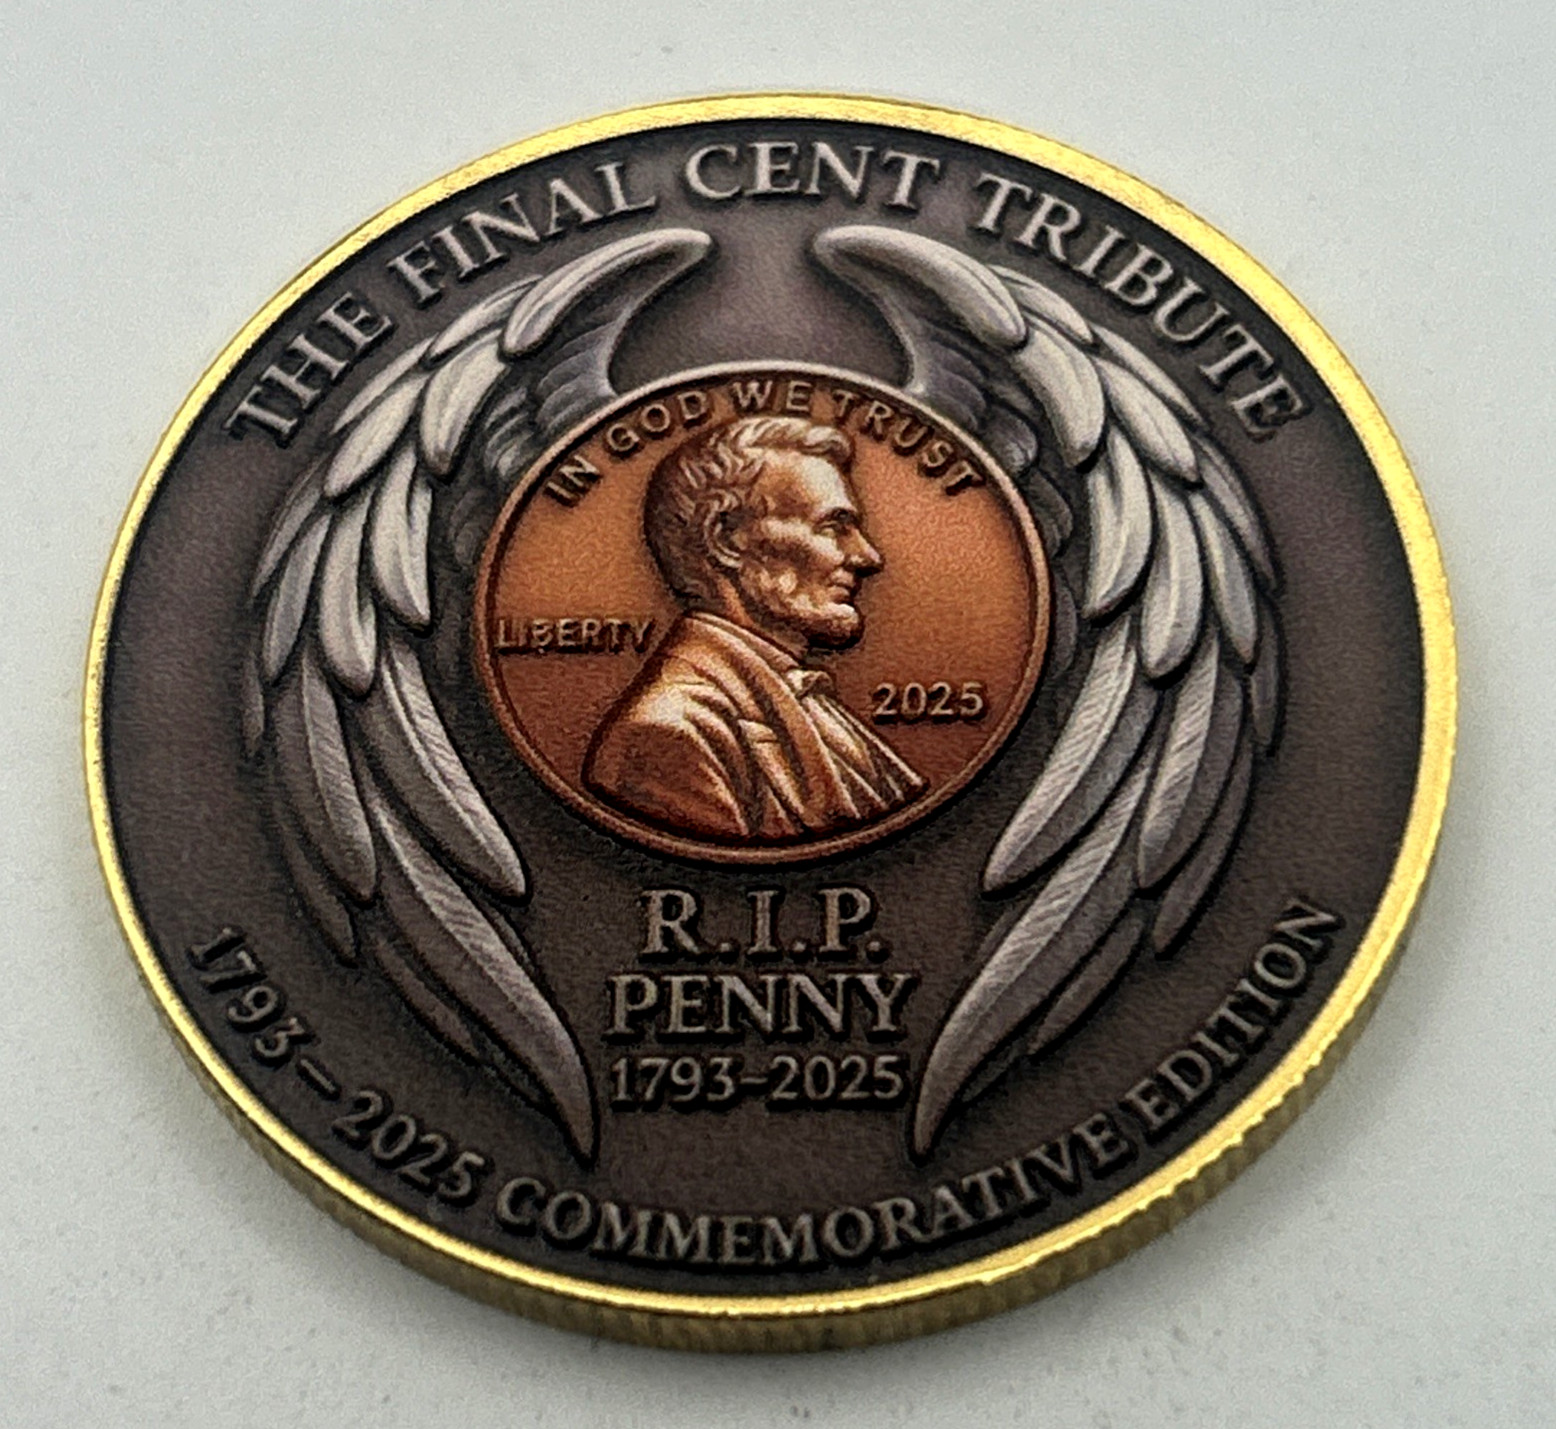 THE FINAL CENT TRIBUTE
IN GOD WE TRUST
LIBERTY
2025
R.I.P.
PENNY
1793-2025
1793-2025 COMMEMORATIVE EDITION